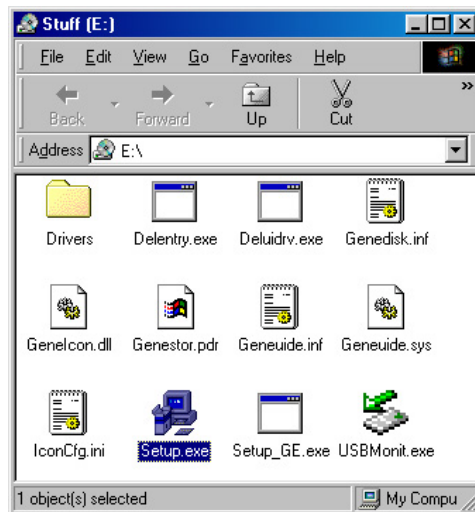 Stuff (E:)
File Edit View Go Favorites Help
Back Forward Up Cut »
Address E:\
Drivers Delentry.exe Deluidrv.exe Genedisk.inf
GeneIcon.dll Genestor.pdr Geneuide.inf Geneuide.sys
IconCfg.ini Setup.exe Setup_GE.exe USBMonit.exe
1 object(s) selected My Compu